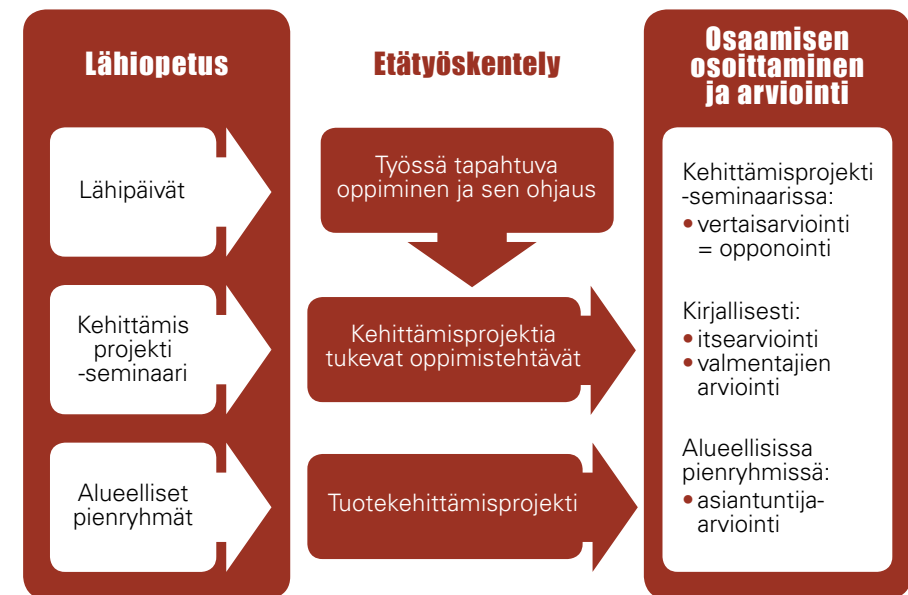 Lähiopetus
Lähipäivät
Kehittämis
projekti
-seminaari
Alueelliset
pienryhmät
Etätyöskentely
Työssä tapahtuva
oppiminen ja sen ohjaus
Kehittämisprojektia
tukevat oppimistehtävät
Tuotekehittämisprojekti
Osaamisen
osoittaminen
ja arviointi
Kehittämisprojekti
-seminaarissa:
• vertaisarviointi
= opponointi
Kirjallisesti:
• itsearviointi
• valmentajien
arviointi
Alueellisissa
pienryhmissä:
• asiantuntija-
arviointi